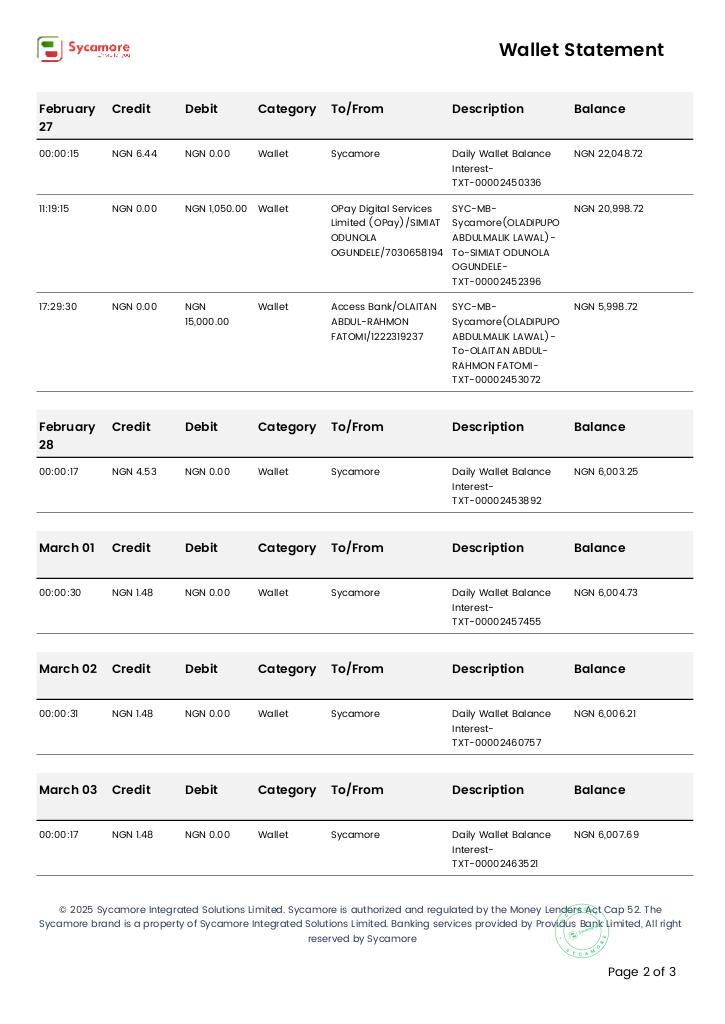 Sycamore
Wallet Statement
February 27 Credit Debit Category To/From Description Balance
00:00:15 NGN 6.44 NGN 0.00 Wallet Sycamore Daily Wallet Balance Interest- TXT-00002450336 NGN 22,048.72
11:19:15 NGN 0.00 NGN 1,050.00 Wallet OPay Digital Services Limited (OPay)/SIMIAT ODUNOLA OGUNDELE/7030658194 SYC-MB- Sycamore(OLADIPUPO ABDULMALIK LAWAL) - To-SIMIAT ODUNOLA OGUNDELE- TXT-00002452396 NGN 20,998.72
17:29:30 NGN 0.00 NGN 15,000.00 Wallet Access Bank/OLAITAN ABDUL-RAHMON FATOMI/1222319237 SYC-MB- Sycamore(OLADIPUPO ABDULMALIK LAWAL) - To-OLAITAN ABDUL- RAHMON FATOMI- TXT-00002453072 NGN 5,998.72
February 28 Credit Debit Category To/From Description Balance
00:00:17 NGN 4.53 NGN 0.00 Wallet Sycamore Daily Wallet Balance Interest- TXT-00002453892 NGN 6,003.25
March 01 Credit Debit Category To/From Description Balance
00:00:30 NGN 1.48 NGN 0.00 Wallet Sycamore Daily Wallet Balance Interest- TXT-00002457455 NGN 6,004.73
March 02 Credit Debit Category To/From Description Balance
00:00:31 NGN 1.48 NGN 0.00 Wallet Sycamore Daily Wallet Balance Interest- TXT-00002460757 NGN 6,006.21
March 03 Credit Debit Category To/From Description Balance
00:00:17 NGN 1.48 NGN 0.00 Wallet Sycamore Daily Wallet Balance Interest- TXT-00002463521 NGN 6,007.69
© 2025 Sycamore Integrated Solutions Limited. Sycamore is authorized and regulated by the Money Lenders Act Cap 52. The
Sycamore brand is a property of Sycamore Integrated Solutions Limited. Banking services provided by Providus Bank Limited, All right
reserved by Sycamore
SYCAMORE
Page 2 of 3